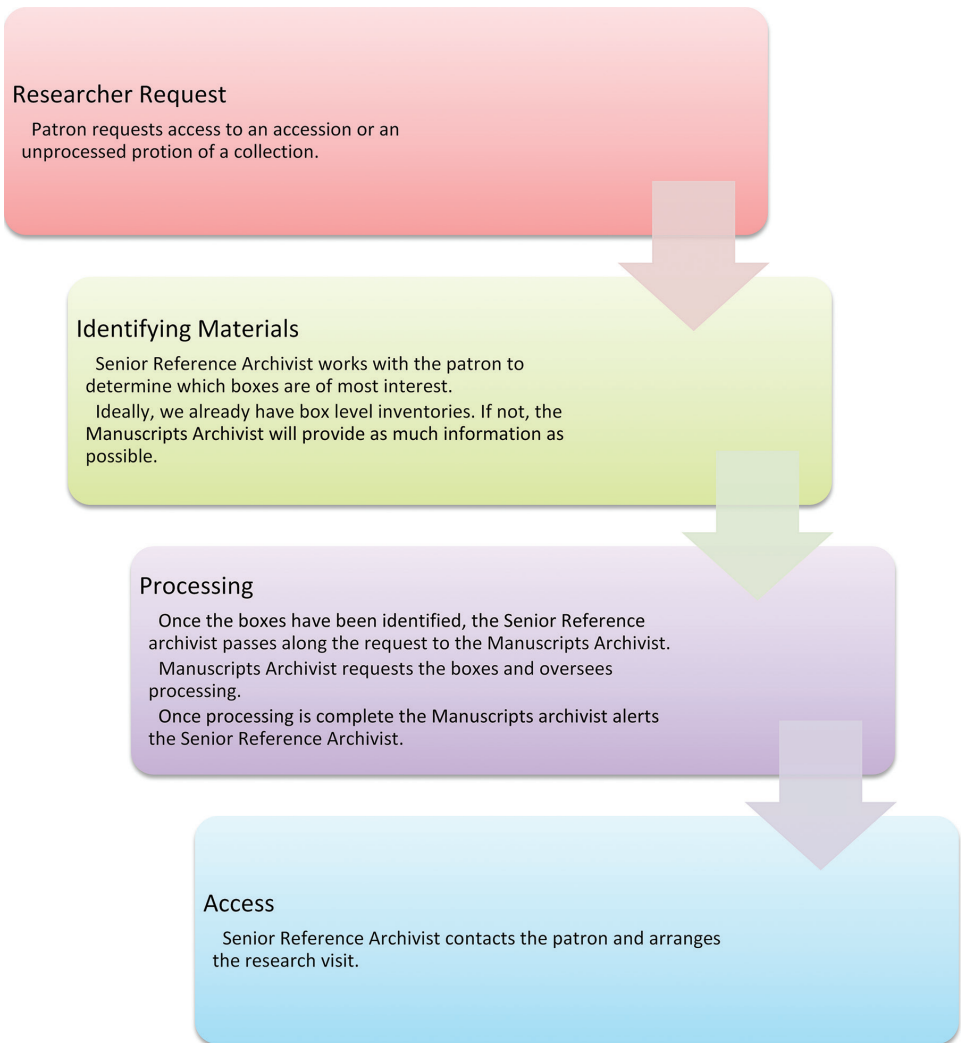 Researcher Request
Patron requests access to an accession or an
unprocessed protion of a collection.
Identifying Materials
Senior Reference Archivist works with the patron to
determine which boxes are of most interest.
Ideally, we already have box level inventories. If not, the
Manuscripts Archivist will provide as much information as
possible.
Processing
Once the boxes have been identified, the Senior Reference
archivist passes along the request to the Manuscripts Archivist.
Manuscripts Archivist requests the boxes and oversees
processing.
Once processing is complete the Manuscripts archivist alerts
the Senior Reference Archivist.
Access
Senior Reference Archivist contacts the patron and arranges
the research visit.